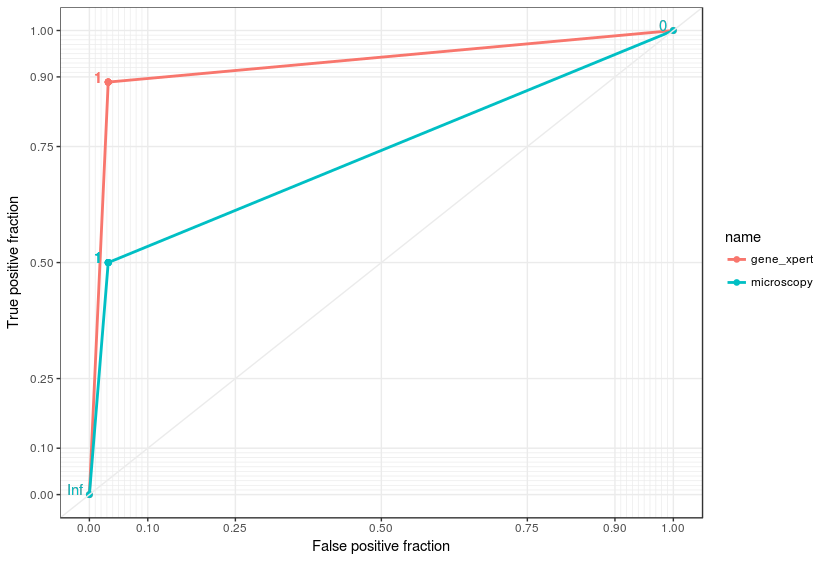 1.00
0.90
0.75
0.50
0.25
0.10
0.00
0
1
1
Inf
0.00
0.10
0.25
0.50
0.75
0.90
1.00
False positive fraction
True positive fraction
name
gene_xpert
microscopy